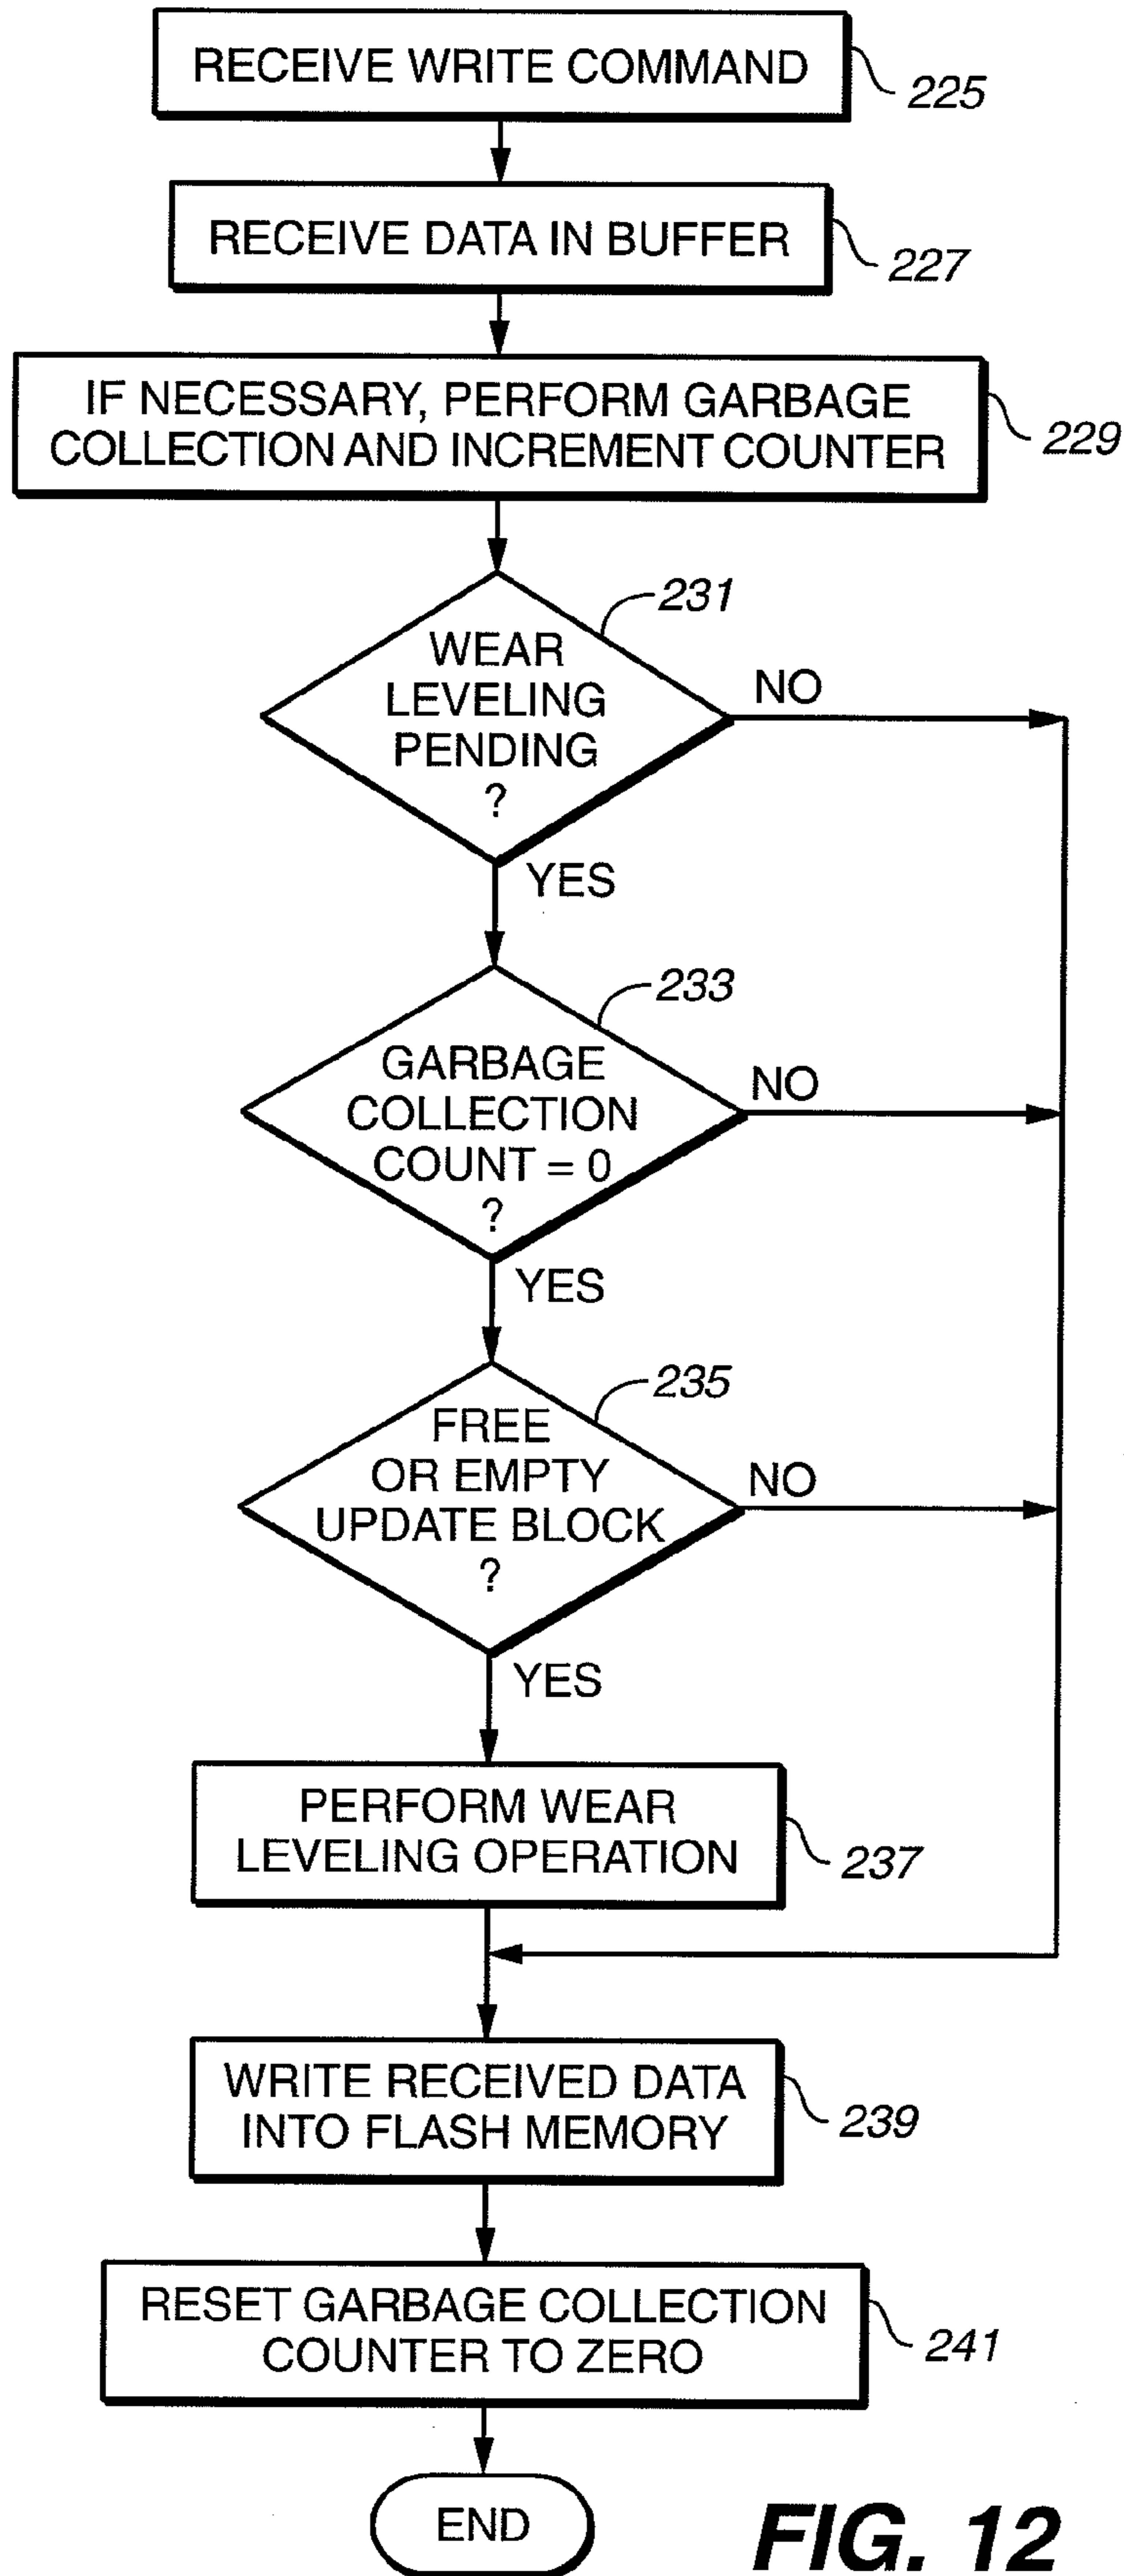 RECEIVE WRITE COMMAND
225
RECEIVE DATA IN BUFFER
227
IF NECESSARY, PERFORM GARBAGE
COLLECTION AND INCREMENT COUNTER
229
231
WEAR
LEVELING
PENDING
?
NO
YES
233
GARBAGE
COLLECTION
COUNT = 0
?
NO
YES
235
FREE
OR EMPTY
UPDATE BLOCK
?
NO
YES
PERFORM WEAR
LEVELING OPERATION
237
WRITE RECEIVED DATA
INTO FLASH MEMORY
239
RESET GARBAGE COLLECTION
COUNTER TO ZERO
241
END
FIG. 12